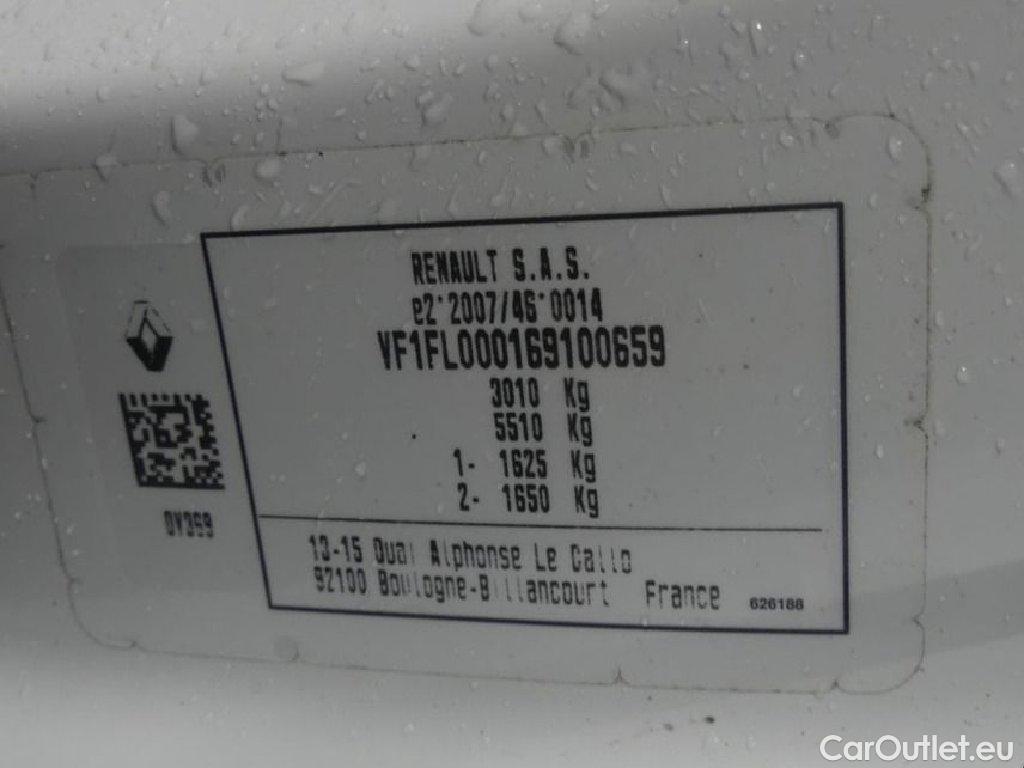 RENAULT S.A.S.
e2*2007/46*0014
VF1FL000169100659
3010 Kg
5510 Kg
1- 1625 Kg
2- 1650 Kg
0V369
13-15 Quai Alphonse Le Gallo
92100 Boulogne-Billancourt France 626188
CarOutlet.eu